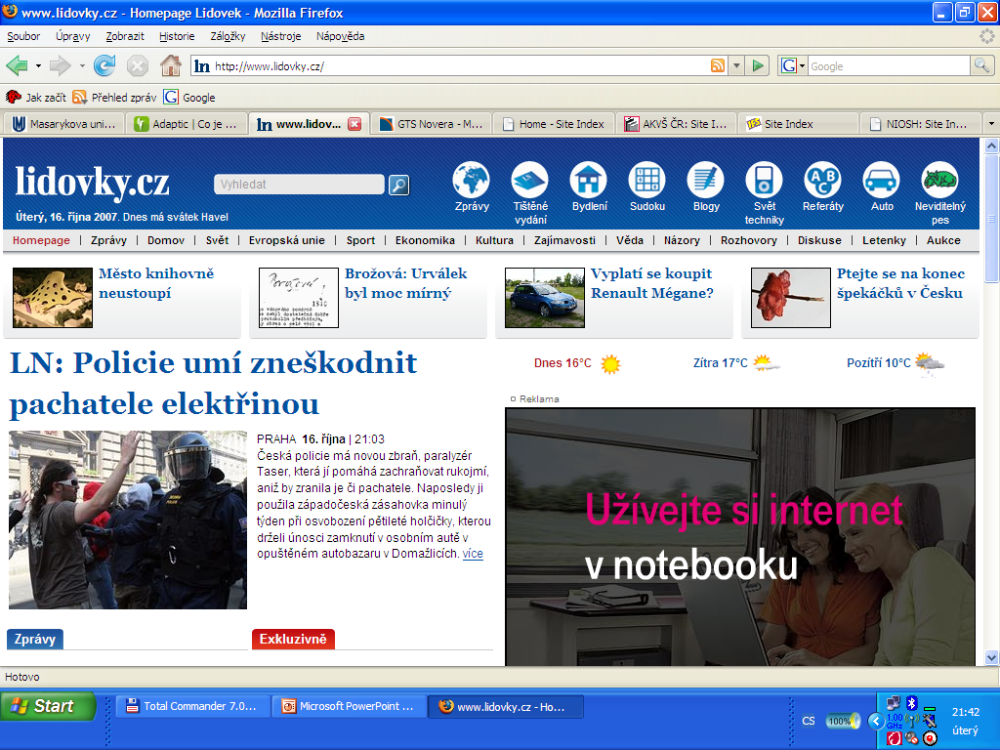 www.lidovky.cz - Homepage Lidovek - Mozilla Firefox
Soubor Úpravy Zobrazit Historie Záložky Nástroje Nápověda
http://www.lidovky.cz/ Google
Jak začít Přehled zpráv Google
Masarykova uni... Adaptic | Co je ... www.lidov... GTS Novera - M... Home - Site Index AKVŠ ČR: Site I... Site Index NIOSH: Site In...
lidovky.cz
Vyhledat
Úterý, 16. října 2007. Dnes má svátek Havel
Zprávy
Tištěné
vydání
Bydlení
Sudoku
Blogy
Svět
techniky
Referáty
Auto
Neviditelný
pes
Homepage | Zprávy | Domov | Svět | Evropská unie | Sport | Ekonomika | Kultura | Zajímavosti | Věda | Názory | Rozhovory | Diskuse | Letenky | Aukce
Město knihovně
neustoupí
Brožová: Urválek
byl moc mírný
Vyplatí se koupit
Renault Mégane?
Ptejte se na konec
špekáčků v Česku
LN: Policie umí zneškodnit
pachatele elektřinou
Dnes 16°C Zítra 17°C Pozítří 10°C
Reklama
PRAHA 16. října | 21:03
Česká policie má novou zbraň, paralyzér
Taser, která jí pomáhá zachraňovat rukojmí,
aniž by zranila je či pachatele. Naposledy ji
použila západočeská zásahovka minulý
týden při osvobození pětileté holčičky, kterou
drželi únosci zamknutí v osobním autě v
opuštěném autobazaru v Domažlicích. více
Užívejte si internet
v notebooku
Zprávy Exkluzivně
Hotovo
Start Total Commander 7.0... Microsoft PowerPoint ... www.lidovky.cz - Ho... CS 100% 1.00 GHz 21:42
úterý